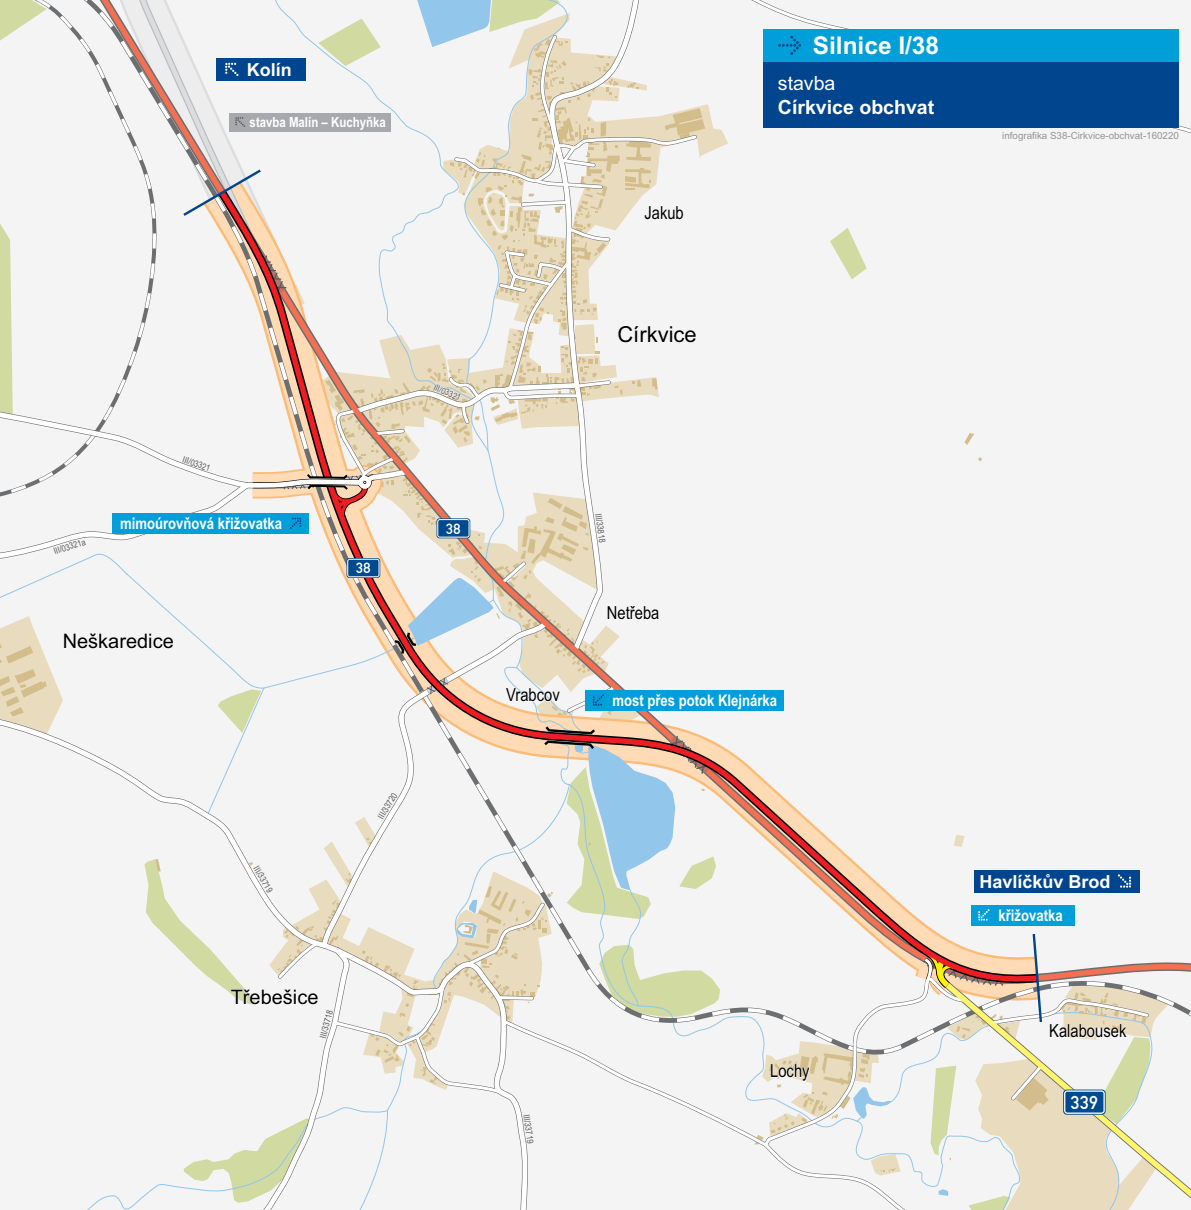 Silnice I/38
stavba
Církvice obchvat
infografika S38-Cirkvice-obchvat-160220
Kolín
stavba Malín – Kuchyňka
Jakub
Církvice
III/03321
III/03321
mimoúrovňová křižovatka
38
III/33818
III/03321a
38
Netřeba
Neškaredice
Vrabcov
most přes potok Klejnárka
III/33720
III/33719
Havlíčkův Brod
křižovatka
Třebešice
III/33718
Kalabousek
Lochy
339
III/33719